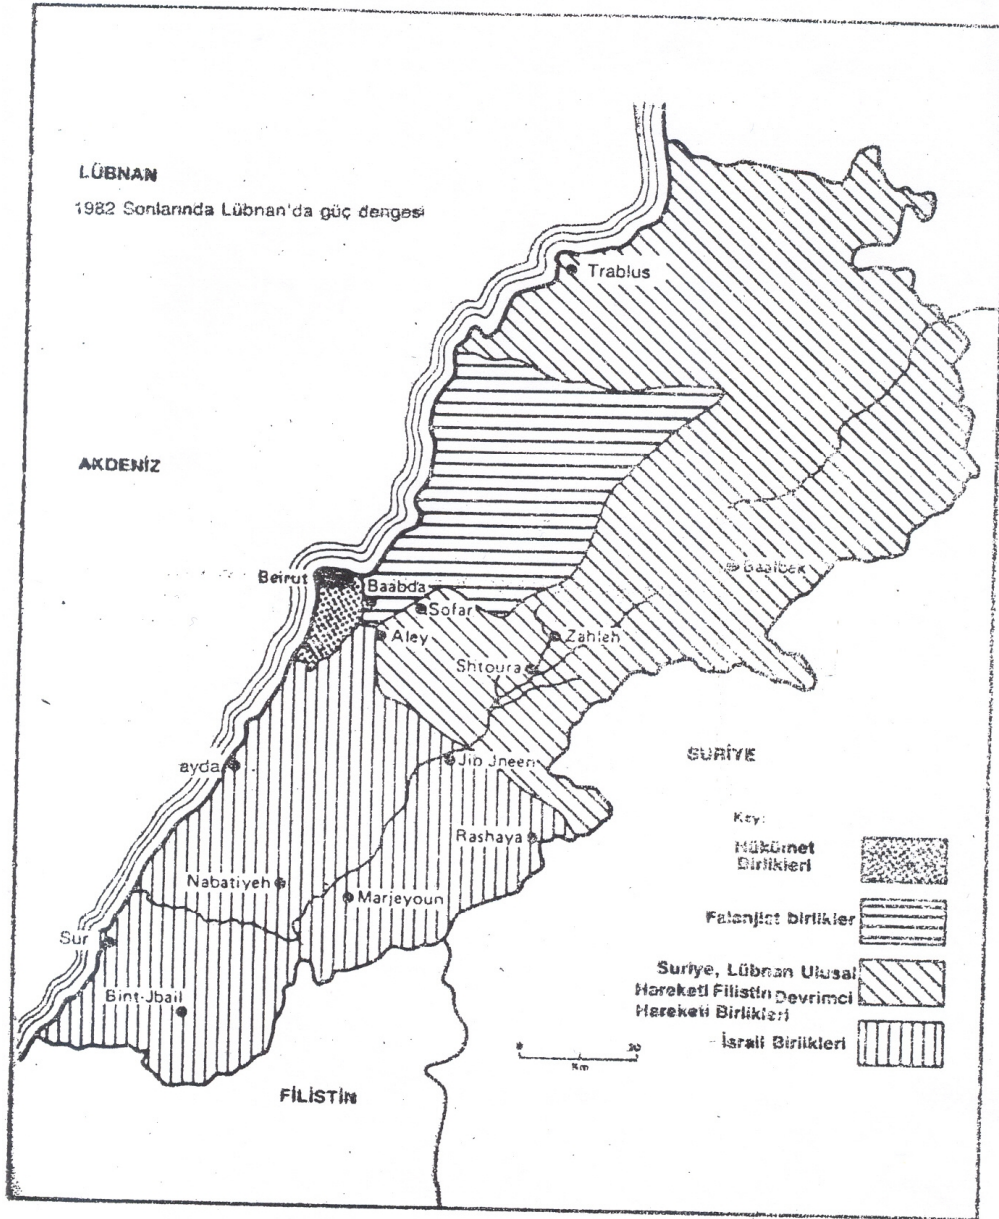 LÜBNAN
1982 Sonlarında Lübnan'da güç dengesi
Trablus
AKDENİZ
Beirut
Baabda
Sofar
Aley
Zahleh
Shtoura
Baalbek
SURİYE
ayda
Jib Jneen
Rashaya
Nabatiyeh
Marjeyoun
Sur
Bint-Jbail
FİLİSTİN
Key:
Hükümet
Birlikleri
Falanjist birlikler
Suriye, Lübnan Ulusal
Hareketi Filistin Devrimci
Hareketi Birlikleri
İsrail Birlikleri
Km